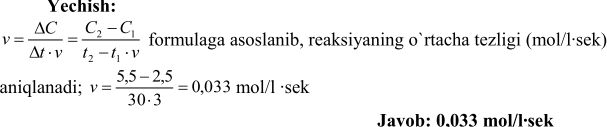 Yechish:
v = ΔC / Δt · v = C₂ − C₁ / t₂ − t₁ · v formulaga asoslanib, reaksiyaning o`rtacha tezligi (mol/l·sek)
aniqlanadi; v = 5,5 − 2,5 / 30 · 3 = 0,033 mol/l ·sek
Javob: 0.033 mol/l·sek